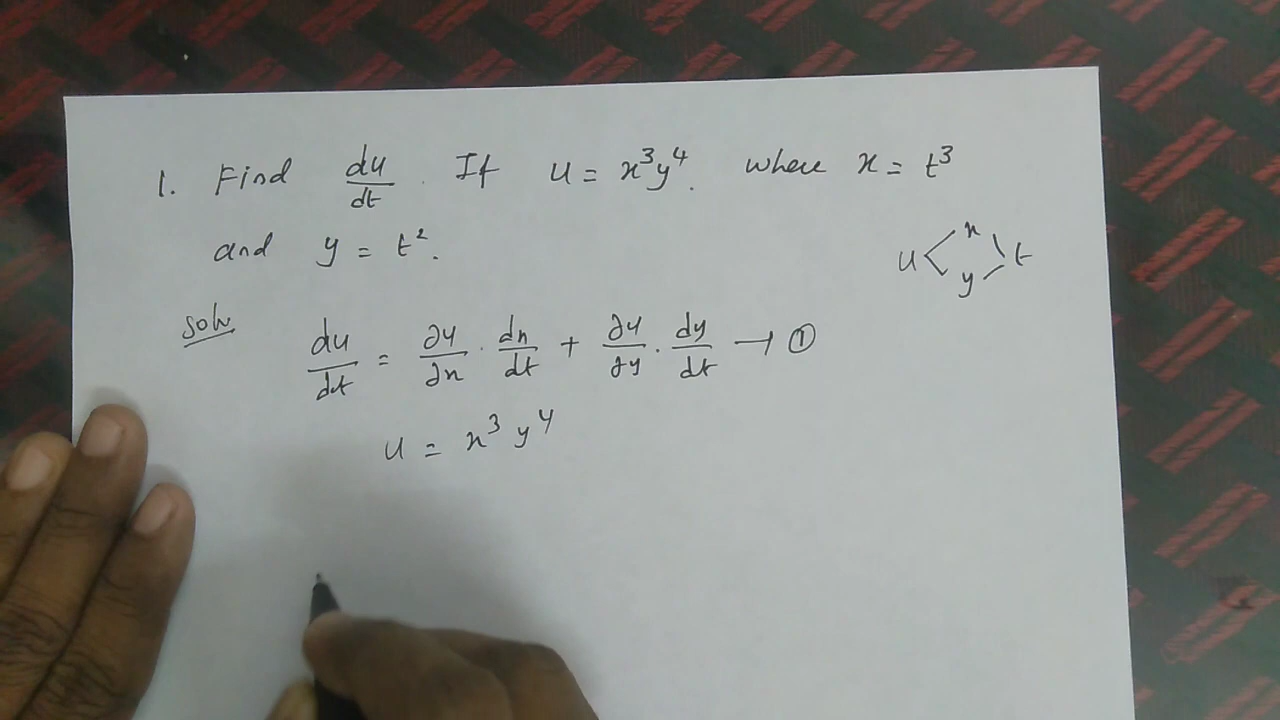 1. Find du/dt. If u = x³y⁴. where x = t³
and y = t².
u < x y > t
soln
du/dt = ∂u/∂x . dx/dt + ∂u/∂y . dy/dt → ①
u = x³ y⁴